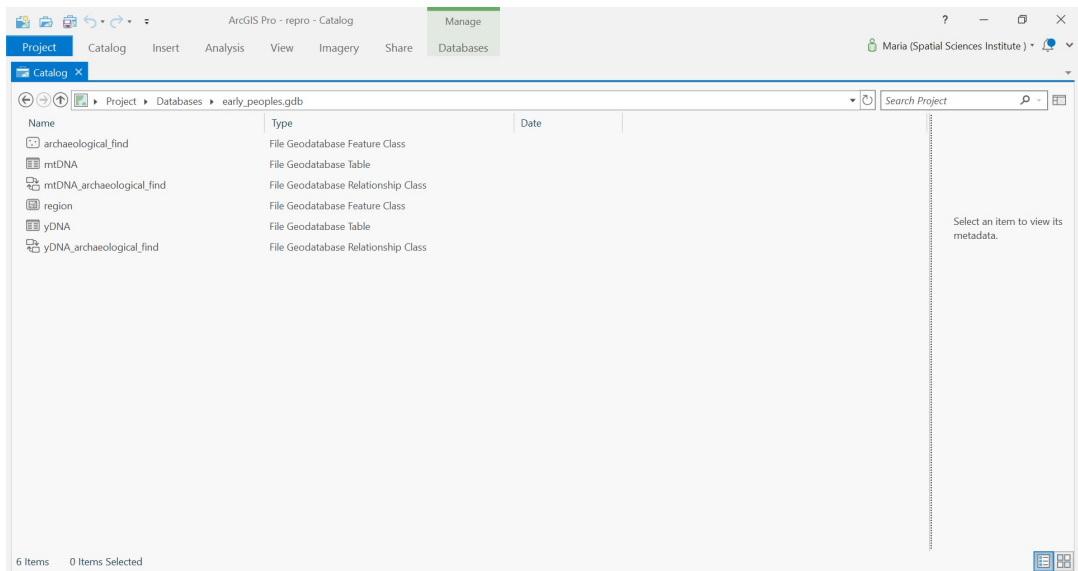 ArcGIS Pro - repro - Catalog
Manage
?
Project Catalog Insert Analysis View Imagery Share Databases
Maria (Spatial Sciences Institute )
Catalog
Project Databases early_peoples.gdb
Search Project
Name Type Date
archaeological_find File Geodatabase Feature Class
mtDNA File Geodatabase Table
mtDNA_archaeological_find File Geodatabase Relationship Class
region File Geodatabase Feature Class
yDNA File Geodatabase Table
yDNA_archaeological_find File Geodatabase Relationship Class
Select an item to view its
metadata.
6 Items 0 Items Selected